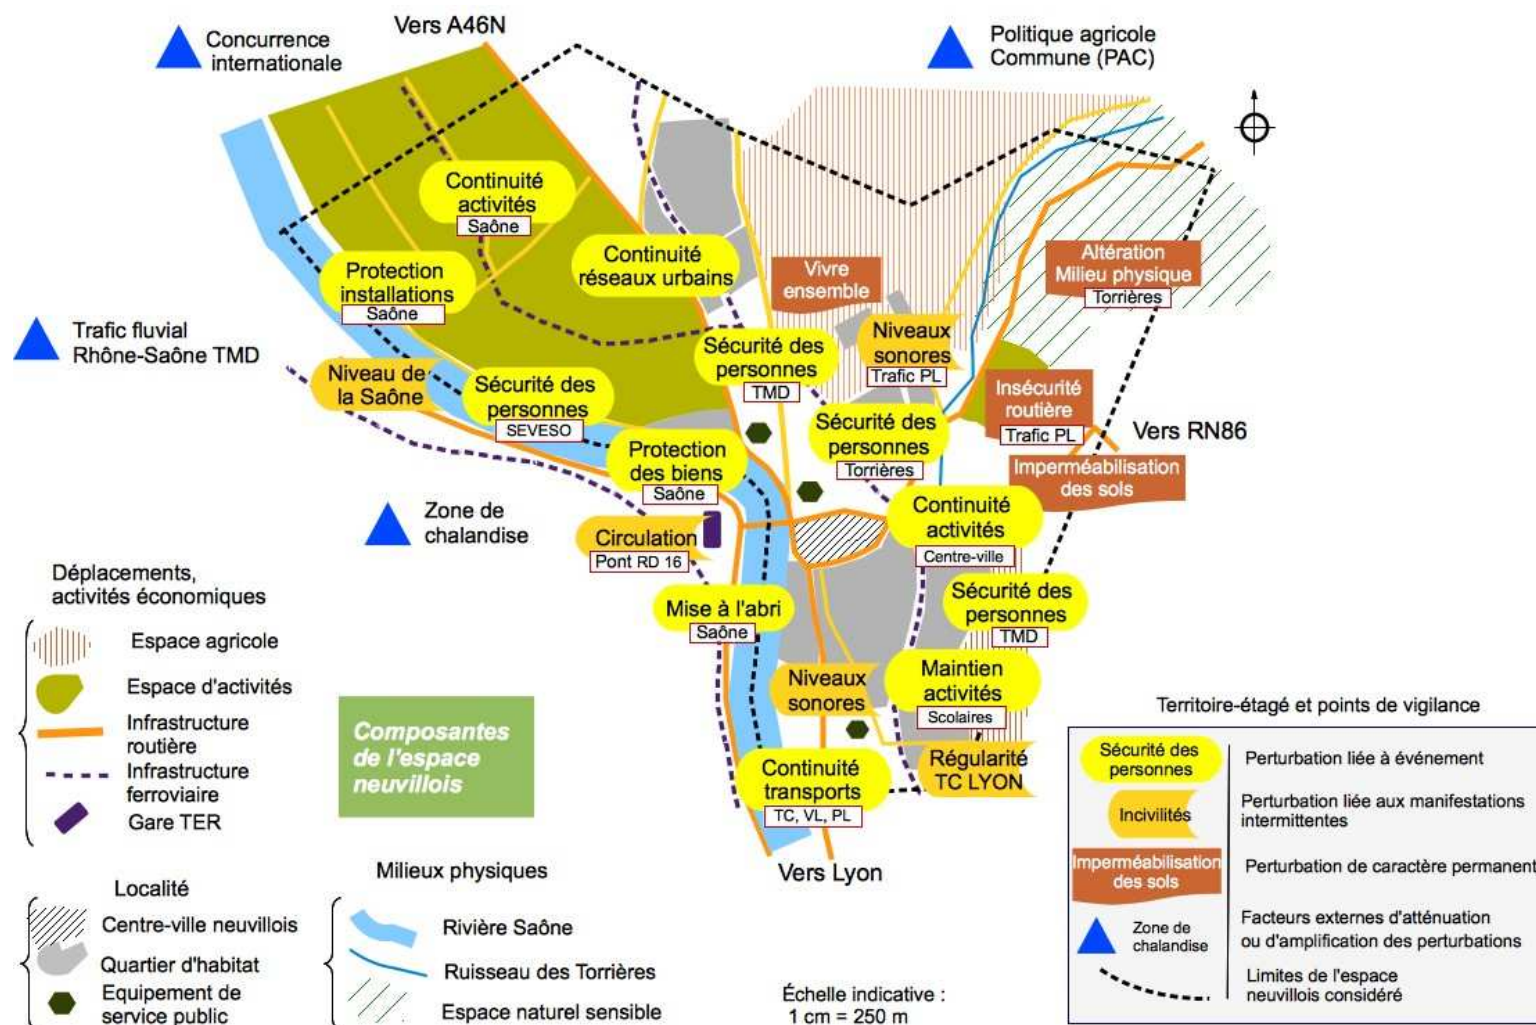 Vers A46N
Concurrence
internationale
Politique agricole
Commune (PAC)
Continuité
activités
Saône
Continuité
réseaux urbains
Protection
installations
Saône
Vivre
ensemble
Altération
Milieu physique
Torrières
Trafic fluvial
Rhône-Saône TMD
Niveau de
la Saône
Sécurité des
personnes
SEVESO
Sécurité des
personnes
TMD
Niveaux
sonores
Trafic PL
Insécurité
routière
Trafic PL
Vers RN86
Sécurité des
personnes
Torrières
Protection
des biens
Saône
Imperméabilisation
des sols
Zone de
chalandise
Circulation
Pont RD 16
Continuité
activités
Centre-ville
Mise à l'abri
Saône
Sécurité des
personnes
TMD
Niveaux
sonores
Maintien
activités
Scolaires
Continuité
transports
TC, VL, PL
Régularité
TC LYON
Vers Lyon
Déplacements,
activités économiques
Espace agricole
Espace d'activités
Infrastructure
routière
Infrastructure
ferroviaire
Gare TER
Composantes
de l'espace
neuvillois
Localité
Centre-ville neuvillois
Quartier d'habitat
Equipement de
service public
Milieux physiques
Rivière Saône
Ruisseau des Torrières
Espace naturel sensible
Échelle indicative :
1 cm = 250 m
Territoire-étagé et points de vigilance
Sécurité des
personnes
Perturbation liée à événement
Incivilités
Perturbation liée aux manifestations
intermittentes
Imperméabilisation
des sols
Perturbation de caractère permanent
Zone de
chalandise
Facteurs externes d'atténuation
ou d'amplification des perturbations
Limites de l'espace
neuvillois considéré